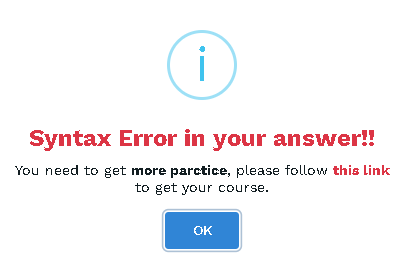 i
Syntax Error in your answer!!
You need to get more parctice, please follow this link
to get your course.
OK